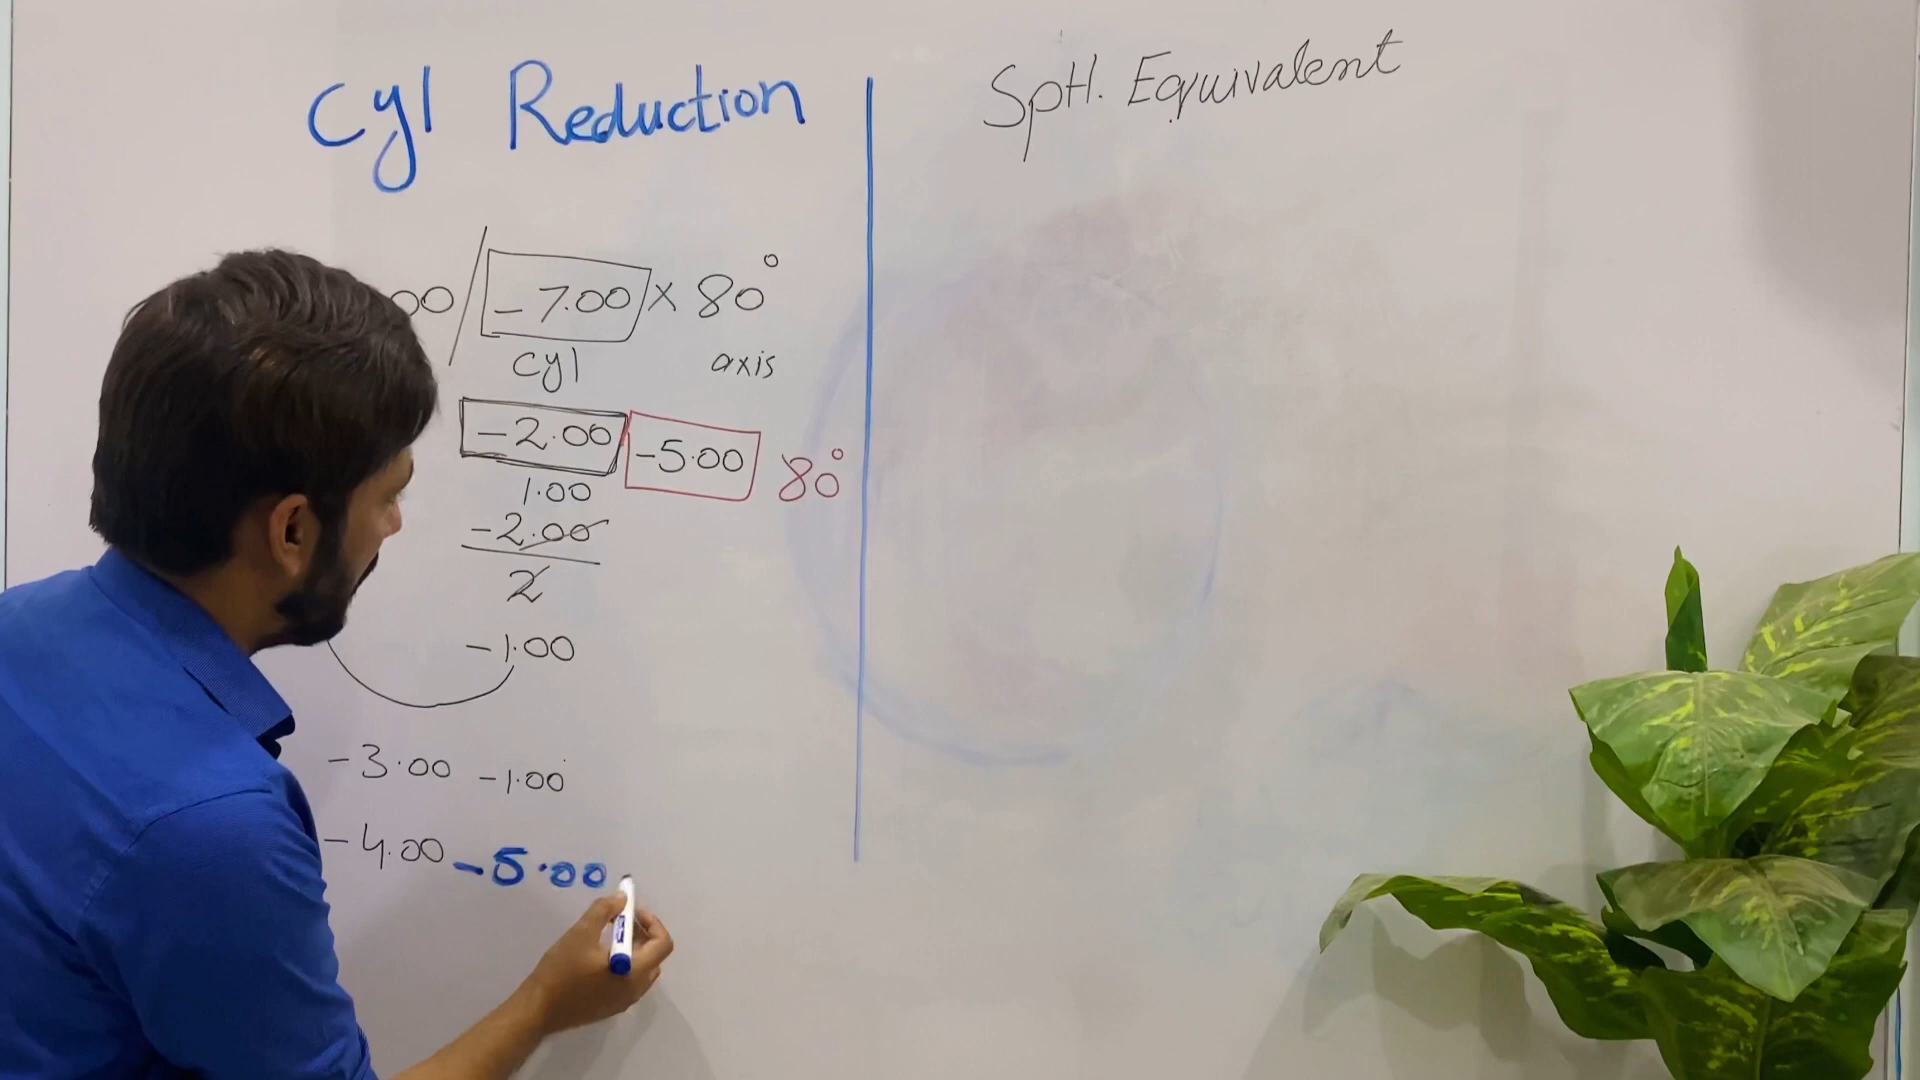 Cyl Reduction
SpH. Equivalent
00 / -7.00 x 80°
cyl axis
-2.00 -5.00 80°
1.00
-2.00
2
-1.00
-3.00 -1.00
-4.00 -5.00